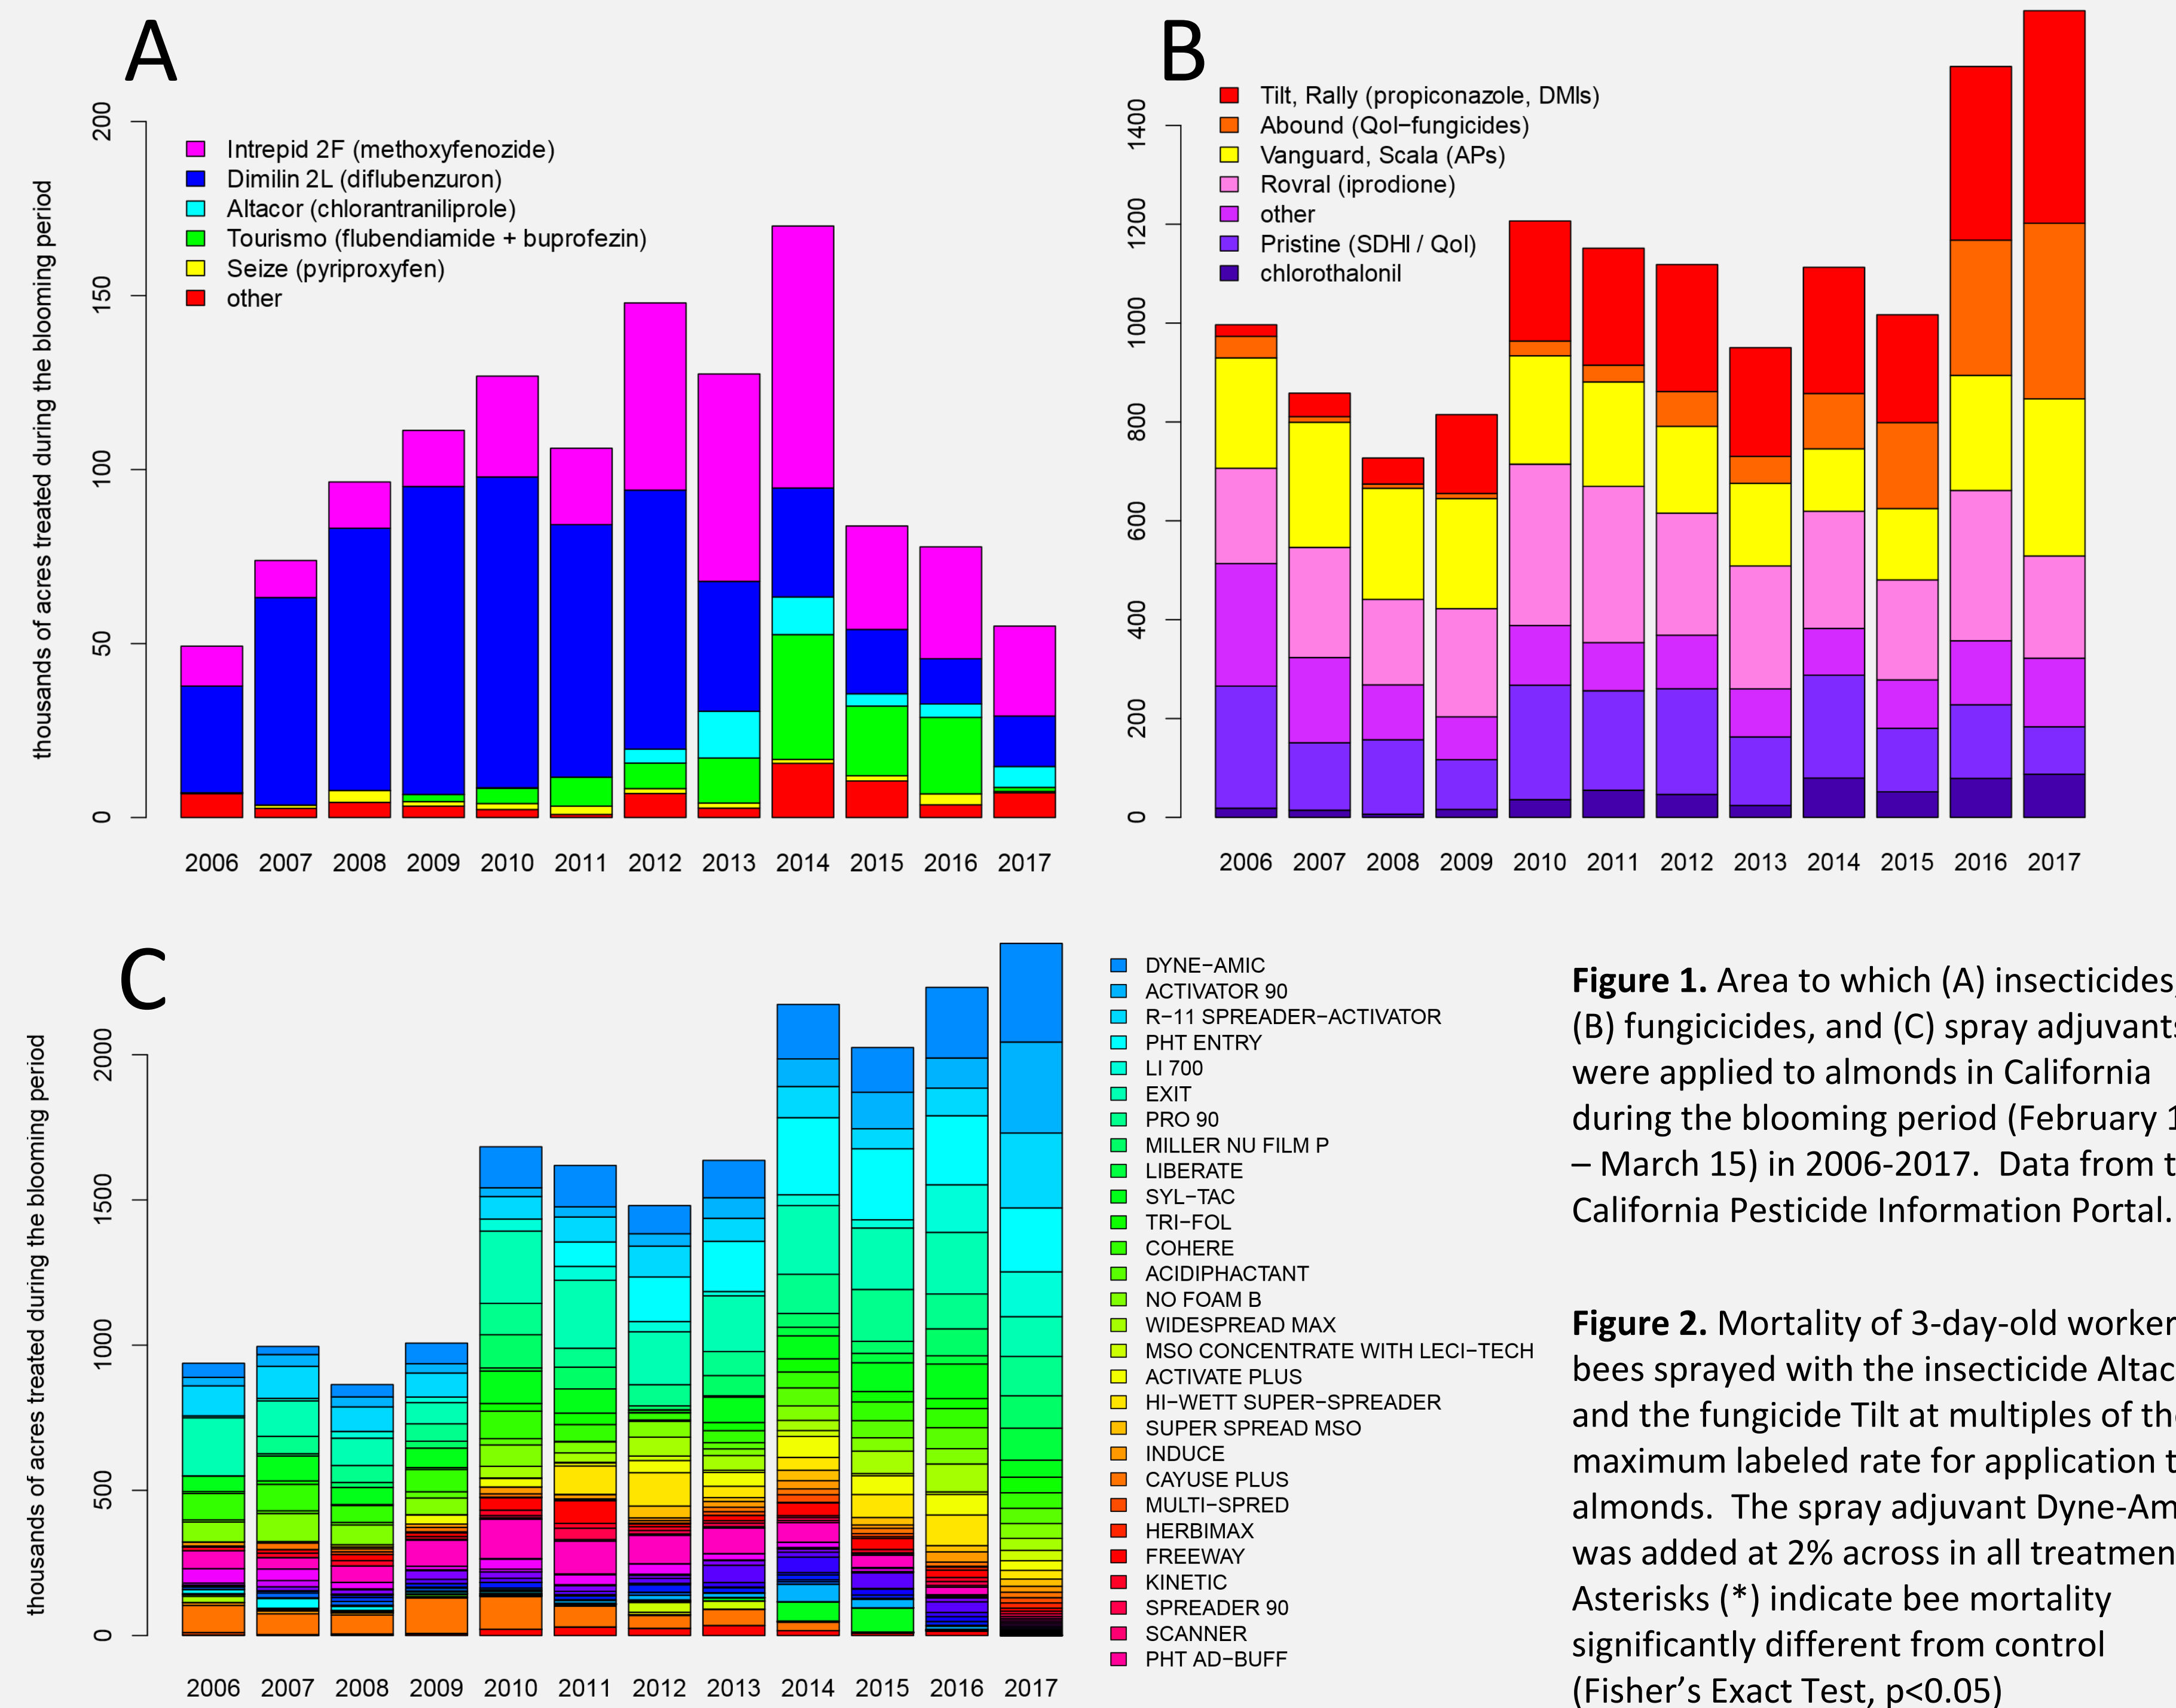 A
200
150
100
50
0
thousands of acres treated during the blooming period
Intrepid 2F (methoxyfenozide)
Dimilin 2L (diflubenzuron)
Altacor (chlorantraniliprole)
Tourismo (flubendiamide + buprofezin)
Seize (pyriproxyfen)
other
2006 2007 2008 2009 2010 2011 2012 2013 2014 2015 2016 2017
B
1400
1200
1000
800
600
400
200
0
Tilt, Rally (propiconazole, DMIs)
Abound (QoI−fungicides)
Vanguard, Scala (APs)
Rovral (iprodione)
other
Pristine (SDHI / QoI)
chlorothalonil
2006 2007 2008 2009 2010 2011 2012 2013 2014 2015 2016 2017
C
2000
1500
1000
500
0
thousands of acres treated during the blooming period
2006 2007 2008 2009 2010 2011 2012 2013 2014 2015 2016 2017
DYNE−AMIC
ACTIVATOR 90
R−11 SPREADER−ACTIVATOR
PHT ENTRY
LI 700
EXIT
PRO 90
MILLER NU FILM P
LIBERATE
SYL−TAC
TRI−FOL
COHERE
ACIDIPHACTANT
NO FOAM B
WIDESPREAD MAX
MSO CONCENTRATE WITH LECI−TECH
ACTIVATE PLUS
HI−WETT SUPER−SPREADER
SUPER SPREAD MSO
INDUCE
CAYUSE PLUS
MULTI−SPRED
HERBIMAX
FREEWAY
KINETIC
SPREADER 90
SCANNER
PHT AD−BUFF
Figure 1. Area to which (A) insecticides,
(B) fungicicides, and (C) spray adjuvants
were applied to almonds in California
during the blooming period (February 1
– March 15) in 2006-2017. Data from t
California Pesticide Information Portal.
Figure 2. Mortality of 3-day-old worker
bees sprayed with the insecticide Altac
and the fungicide Tilt at multiples of the
maximum labeled rate for application t
almonds. The spray adjuvant Dyne-Am
was added at 2% across in all treatmen
Asterisks (*) indicate bee mortality
significantly different from control
(Fisher’s Exact Test, p<0.05)